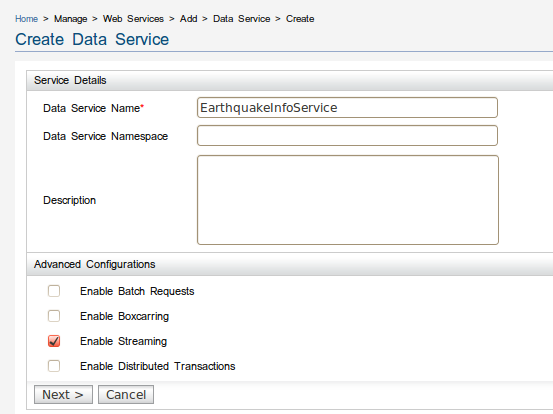 Home > Manage > Web Services > Add > Data Service > Create
Create Data Service
Service Details
Data Service Name* EarthquakeInfoService
Data Service Namespace
Description
Advanced Configurations
Enable Batch Requests
Enable Boxcarring
Enable Streaming
Enable Distributed Transactions
Next > Cancel